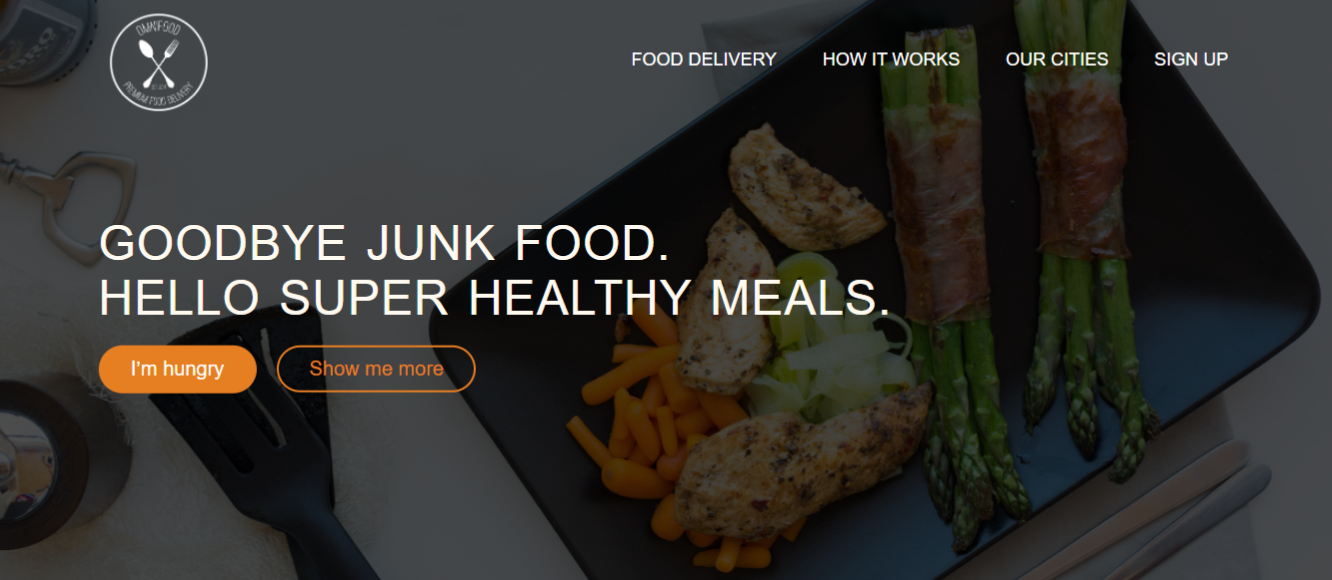 OMNIFOOD
PREMIUM FOOD DELIVERY
FOOD DELIVERY
HOW IT WORKS
OUR CITIES
SIGN UP
GOODBYE JUNK FOOD.
HELLO SUPER HEALTHY MEALS.
I'm hungry
Show me more